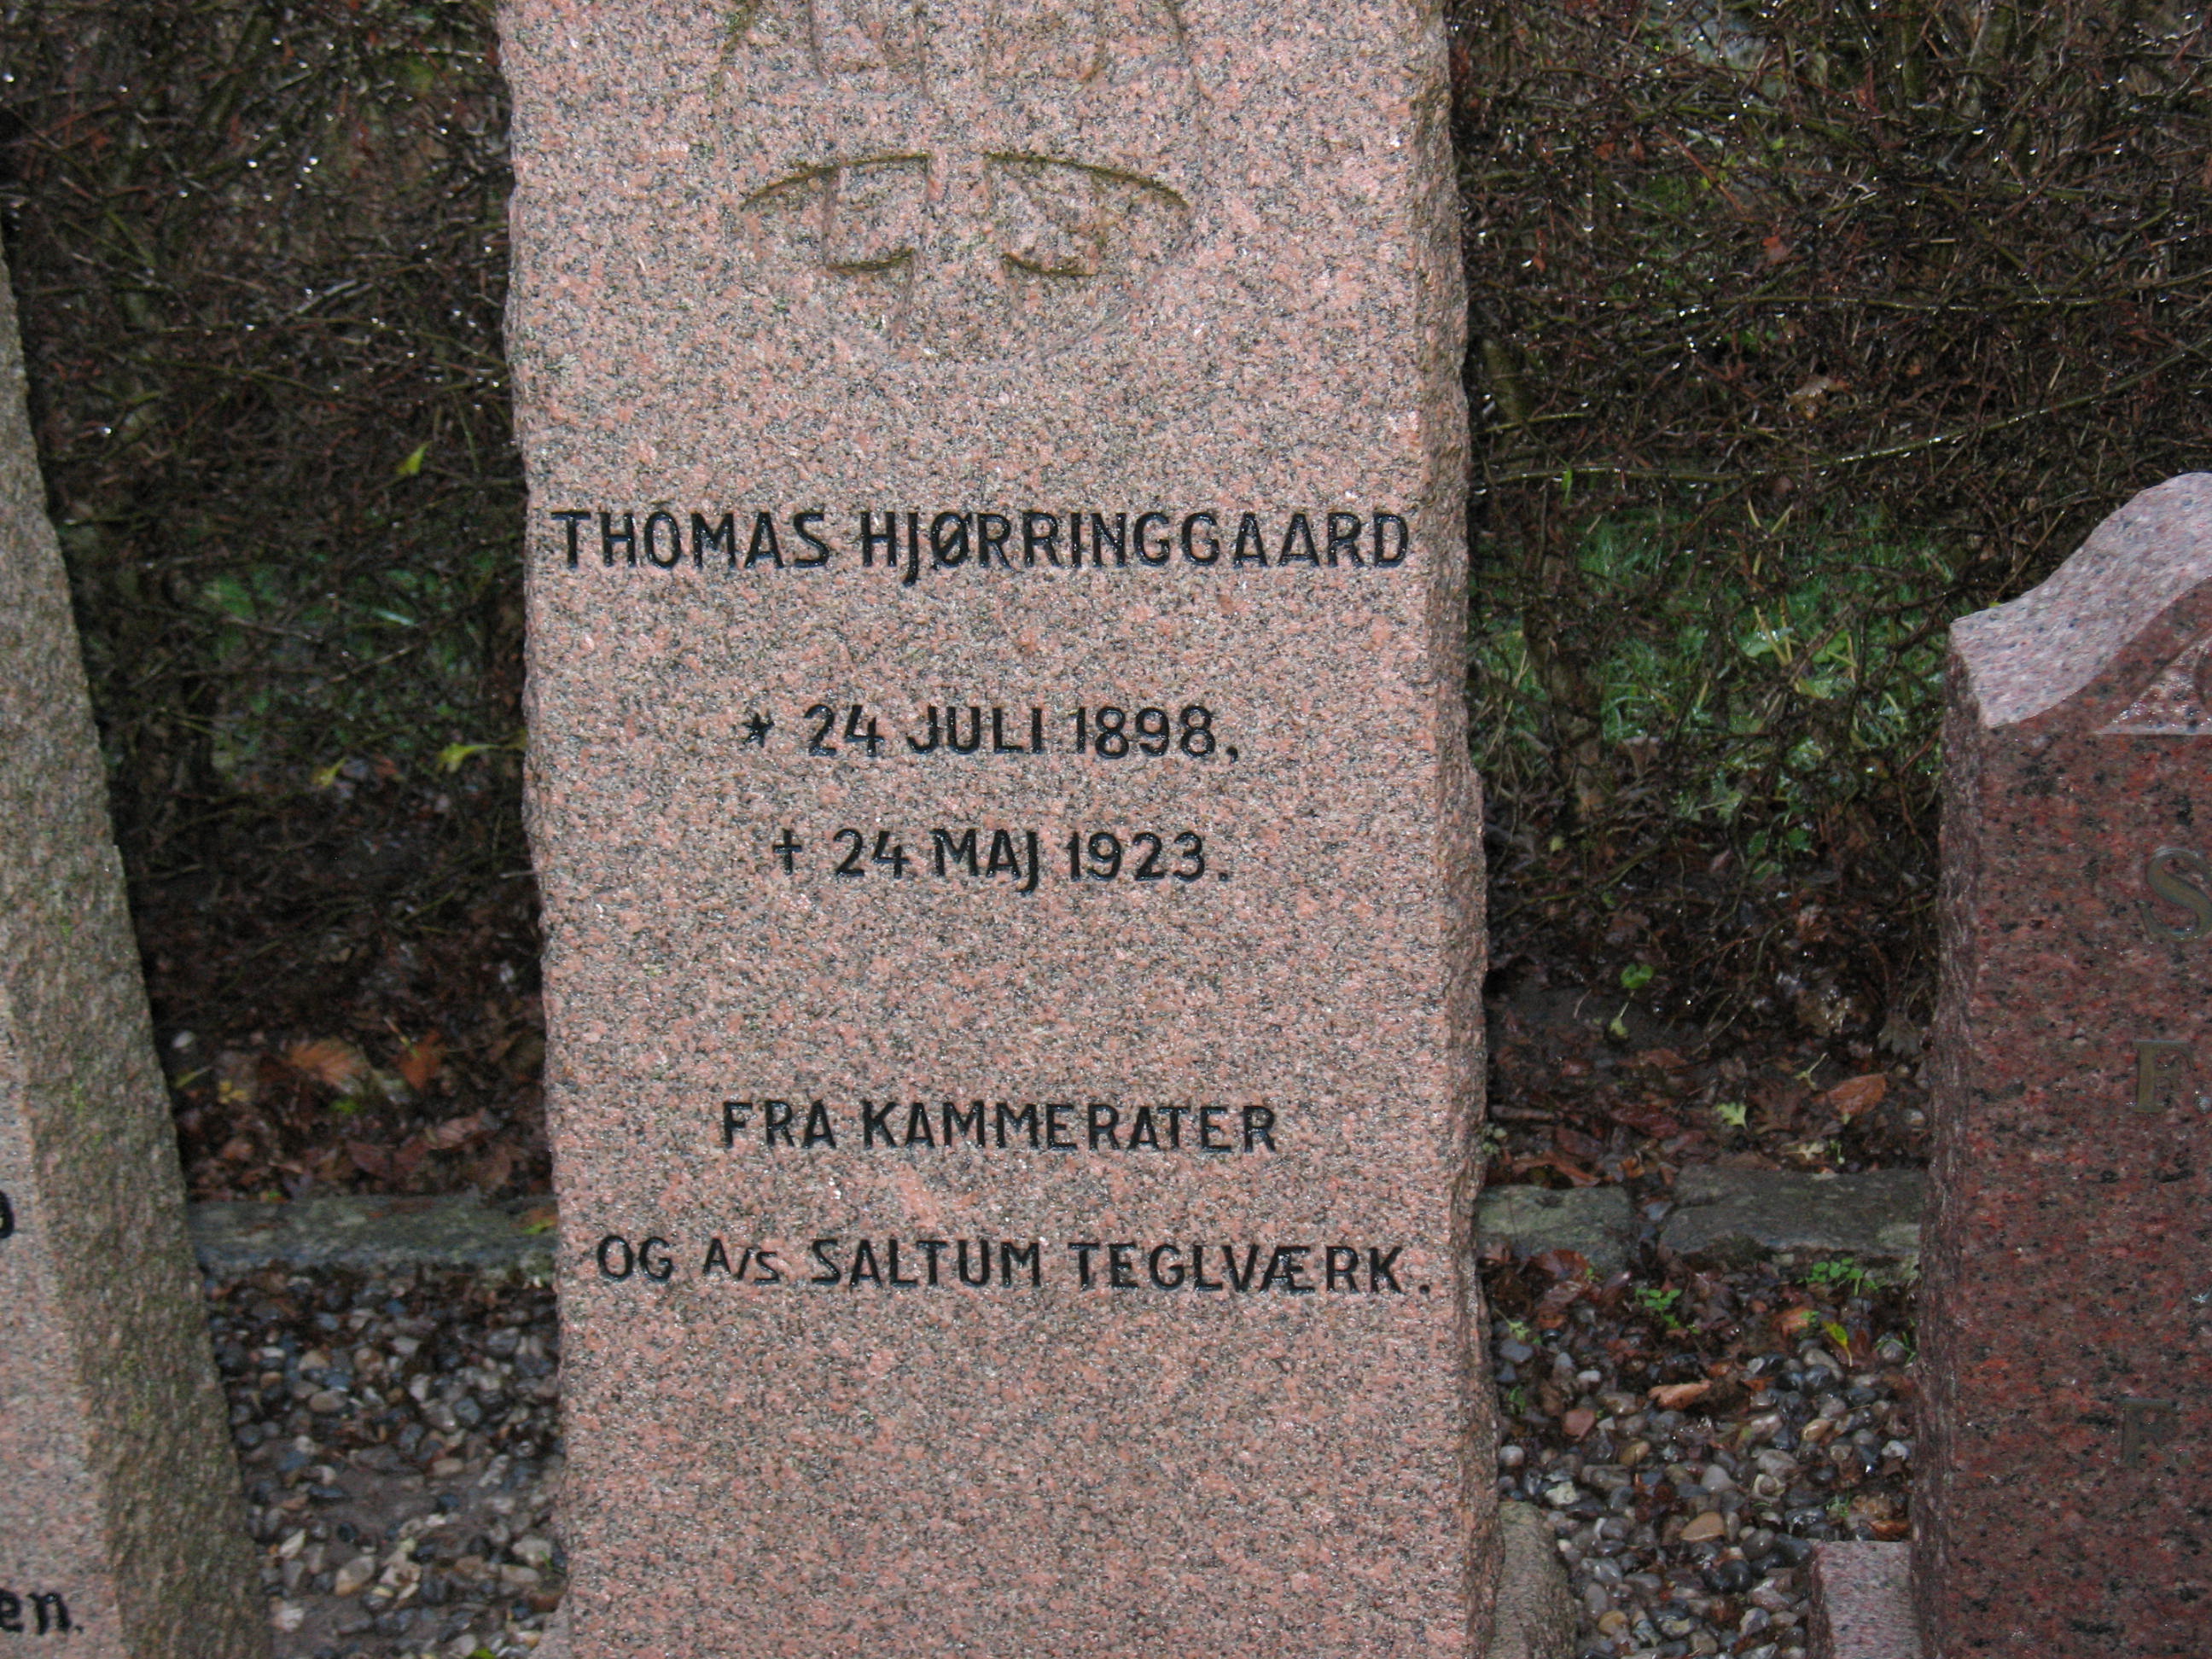 THOMAS HJØRRINGGAARD
* 24 JULI 1898,
† 24 MAJ 1923.
FRA KAMMERATER
OG A/S SALTUM TEGLVÆRK.
en.
S